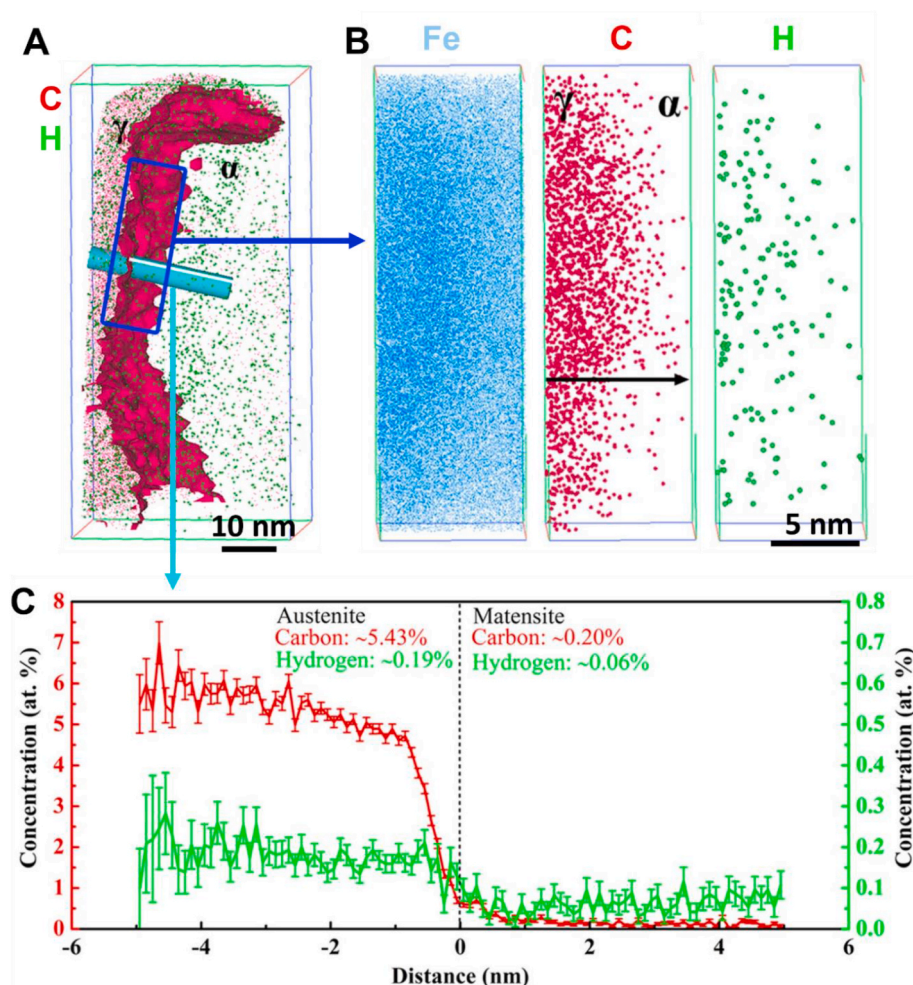 A
C
H
γ
α
10 nm
B
Fe
C
H
γ
α
5 nm
C
Austenite
Carbon: ~5.43%
Hydrogen: ~0.19%
Matensite
Carbon: ~0.20%
Hydrogen: ~0.06%
Concentration (at. %)
8
7
6
5
4
3
2
1
0
0.8
0.7
0.6
0.5
0.4
0.3
0.2
0.1
0.0
Concentration (at. %)
-6 -4 -2 0 2 4 6
Distance (nm)